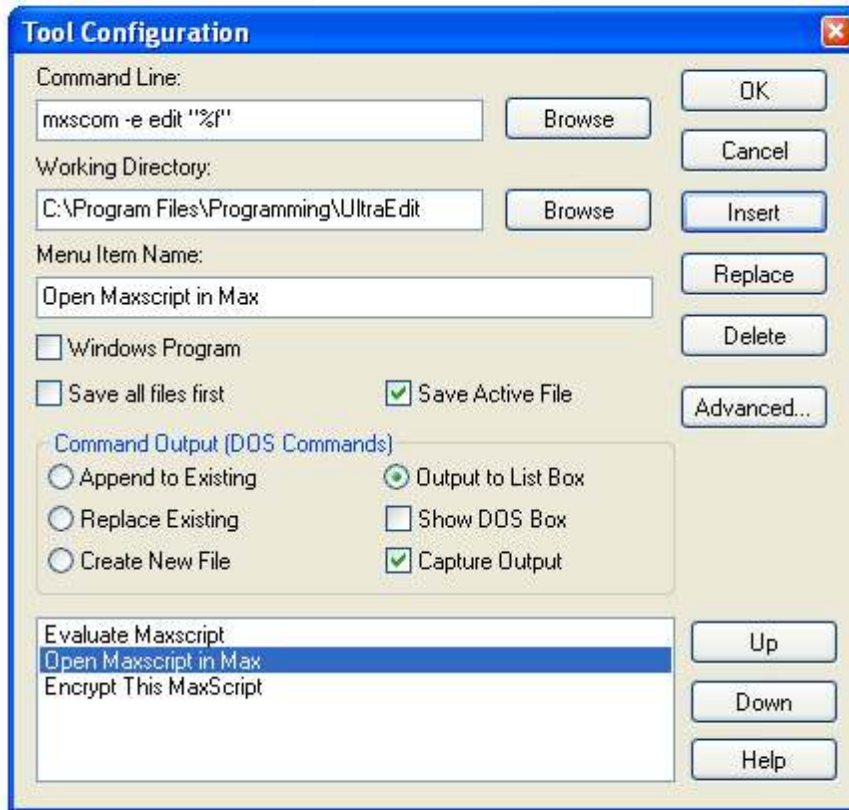 Tool Configuration
Command Line:
OK
mxscom -e edit "%f"
Browse
Cancel
Working Directory:
C:\Program Files\Programming\UltraEdit
Browse
Insert
Menu Item Name:
Replace
Open Maxscript in Max
Delete
Windows Program
Save all files first
Save Active File
Advanced...
Command Output (DOS Commands)
Append to Existing
Output to List Box
Replace Existing
Show DOS Box
Create New File
Capture Output
Evaluate Maxscript
Up
Open Maxscript in Max
Encrypt This MaxScript
Down
Help